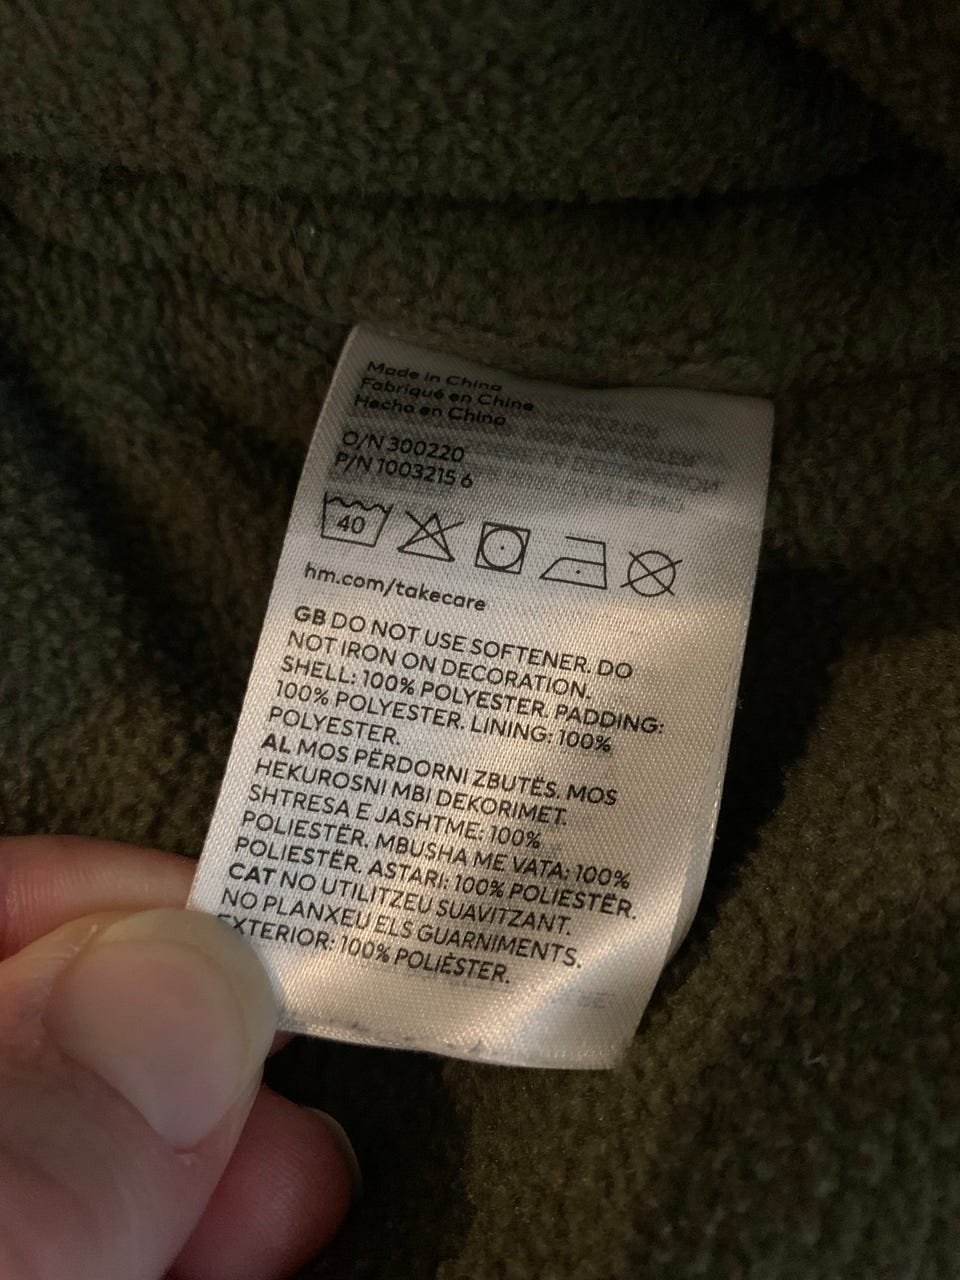 Made in China
Fabriqué en Chine
Hecho en China
O/N 300220
P/N 1003215 6
40
hm.com/takecare
GB DO NOT USE SOFTENER. DO
NOT IRON ON DECORATION.
SHELL: 100% POLYESTER. PADDING:
100% POLYESTER. LINING: 100%
POLYESTER.
AL MOS PËRDORNI ZBUTËS. MOS
HEKUROSNI MBI DEKORIMET.
SHTRESA E JASHTME: 100%
POLIESTËR. MBUSHA ME VATA: 100%
POLIESTËR. ASTARI: 100% POLIESTËR.
CAT NO UTILITZEU SUAVITZANT.
NO PLANXEU ELS GUARNIMENTS.
EXTERIOR: 100% POLIÈSTER.